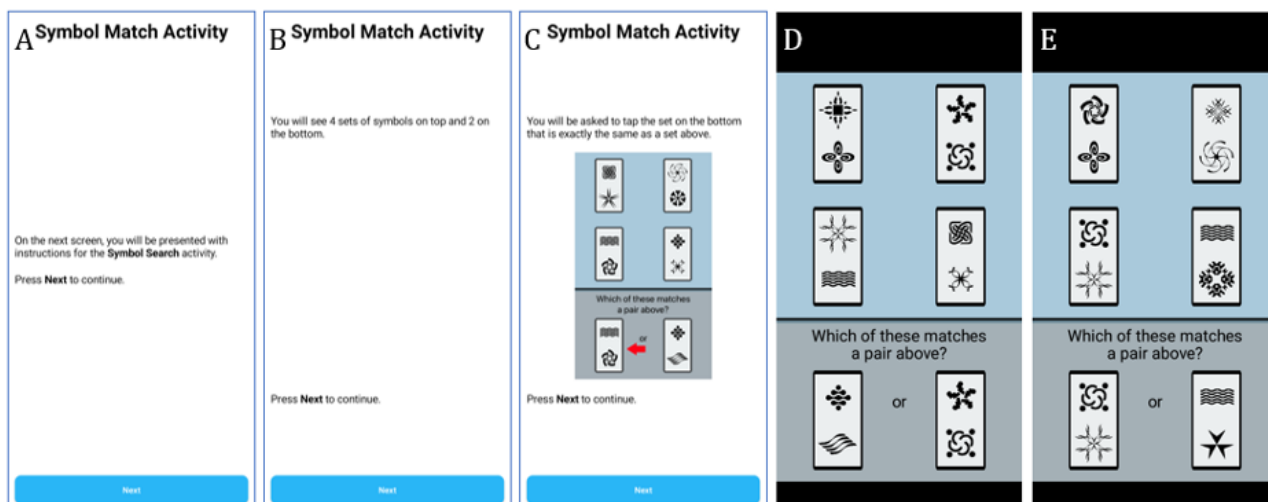 A Symbol Match Activity
On the next screen, you will be presented with
instructions for the Symbol Search activity.
Press Next to continue.
Next
B Symbol Match Activity
You will see 4 sets of symbols on top and 2 on
the bottom.
Press Next to continue.
Next
C Symbol Match Activity
You will be asked to tap the set on the bottom
that is exactly the same as a set above.
Which of these matches
a pair above?
or
Press Next to continue.
Next
D
Which of these matches
a pair above?
or
E
Which of these matches
a pair above?
or